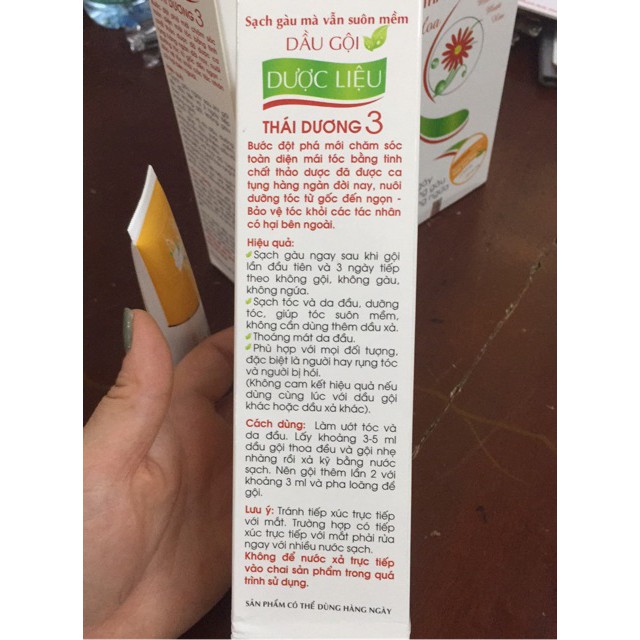 Sạch gàu mà vẫn suôn mềm
DẦU GỘI
DƯỢC LIỆU
THÁI DƯƠNG 3
Bước đột phá mới chăm sóc
toàn diện mái tóc bằng tinh
chất thảo dược đã được ca
tụng hàng ngàn đời nay, nuôi
dưỡng tóc từ gốc đến ngọn -
Bảo vệ tóc khỏi các tác nhân
có hại bên ngoài.
Hiệu quả:
Sạch gàu ngay sau khi gội
lần đầu tiên và 3 ngày tiếp
theo không gội, không gàu,
không ngứa.
Sạch tóc và da đầu, dưỡng
tóc, giúp tóc suôn mềm,
không cần dùng thêm dầu xả.
Thoáng mát da đầu.
Phù hợp với mọi đối tượng,
đặc biệt là người hay rụng tóc
và người bị hói.
(Không cam kết hiệu quả nếu
dùng cùng lúc với dầu gội
khác hoặc dầu xả khác).
Cách dùng: Làm ướt tóc và
da đầu. Lấy khoảng 3-5 ml
dầu gội thoa đều và gội nhẹ
nhàng rồi xả kỹ bằng nước
sạch. Nên gội thêm lần 2 với
khoảng 3 ml và pha loãng để
gội.
Lưu ý: Tránh tiếp xúc trực tiếp
với mắt. Trường hợp có tiếp
xúc trực tiếp với mắt phải rửa
ngay với nhiều nước sạch.
Không để nước xả trực tiếp
vào chai sản phẩm trong quá
trình sử dụng.
SẢN PHẨM CÓ THỂ DÙNG HÀNG NGÀY
DƯƠNG 3